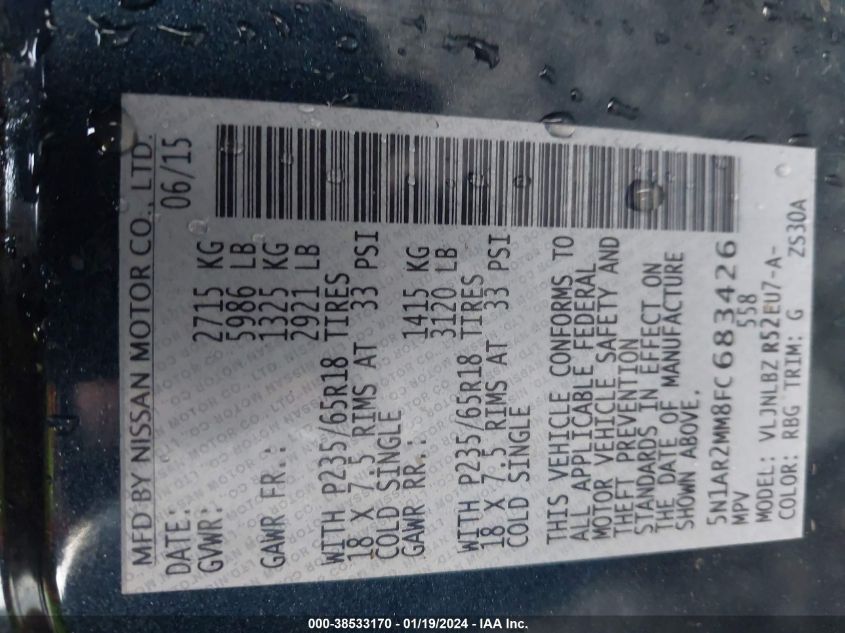 MFD BY NISSAN MOTOR CO., LTD.
DATE: 06/15
GVWR: 2715 KG
5986 LB
GAWR FR.: 1325 KG
2921 LB
WITH P235/65R18 TIRES
18 X 7.5 RIMS AT 33 PSI
COLD SINGLE
GAWR RR.: 1415 KG
3120 LB
WITH P235/65R18 TIRES
18 X 7.5 RIMS AT 33 PSI
COLD SINGLE
THIS VEHICLE CONFORMS TO
ALL APPLICABLE FEDERAL
MOTOR VEHICLE SAFETY AND
THEFT PREVENTION
STANDARDS IN EFFECT ON
THE DATE OF MANUFACTURE
SHOWN ABOVE.
5N1AR2MM8FC683426
MPV 558
MODEL: VLJNLBZ R52EU7-A-
COLOR: RBG TRIM: G ZS30A
000-38533170 - 01/19/2024 - IAA Inc.